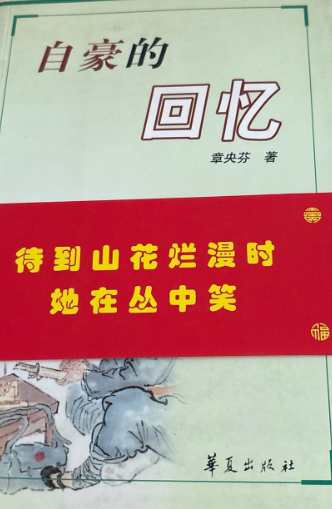 自豪的
回忆
章央芬 著
待到山花烂漫时
她在丛中笑
华夏出版社